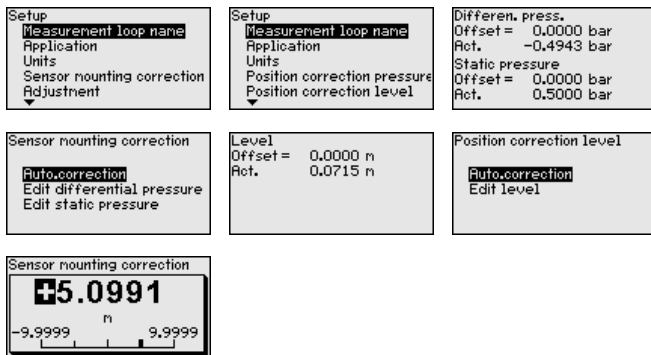 Setup
Measurement loop name
Application
Units
Sensor mounting correction
Adjustment
Setup
Measurement loop name
Application
Units
Position correction pressure
Position correction level
Differen. press.
Offset = 0.0000 bar
Act. -0.4943 bar
Static pressure
Offset = 0.0000 bar
Act. 0.5000 bar
Sensor mounting correction
Auto.correction
Edit differential pressure
Edit static pressure
Level
Offset = 0.0000 m
Act. 0.0715 m
Position correction level
Auto.correction
Edit level
Sensor mounting correction
+5.0991
m
-9.9999 9.9999